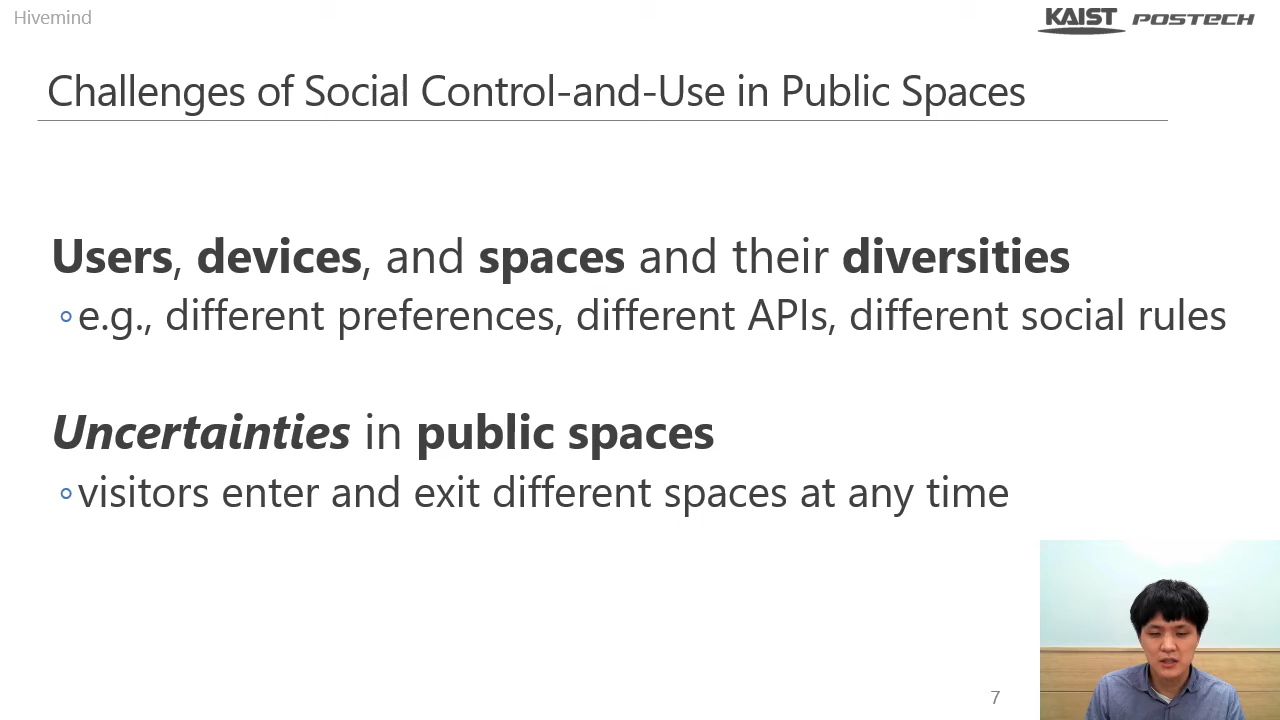 Hivemind
KAIST POSTECH
Challenges of Social Control-and-Use in Public Spaces
Users, devices, and spaces and their diversities
◦e.g., different preferences, different APIs, different social rules
Uncertainties in public spaces
◦visitors enter and exit different spaces at any time
7